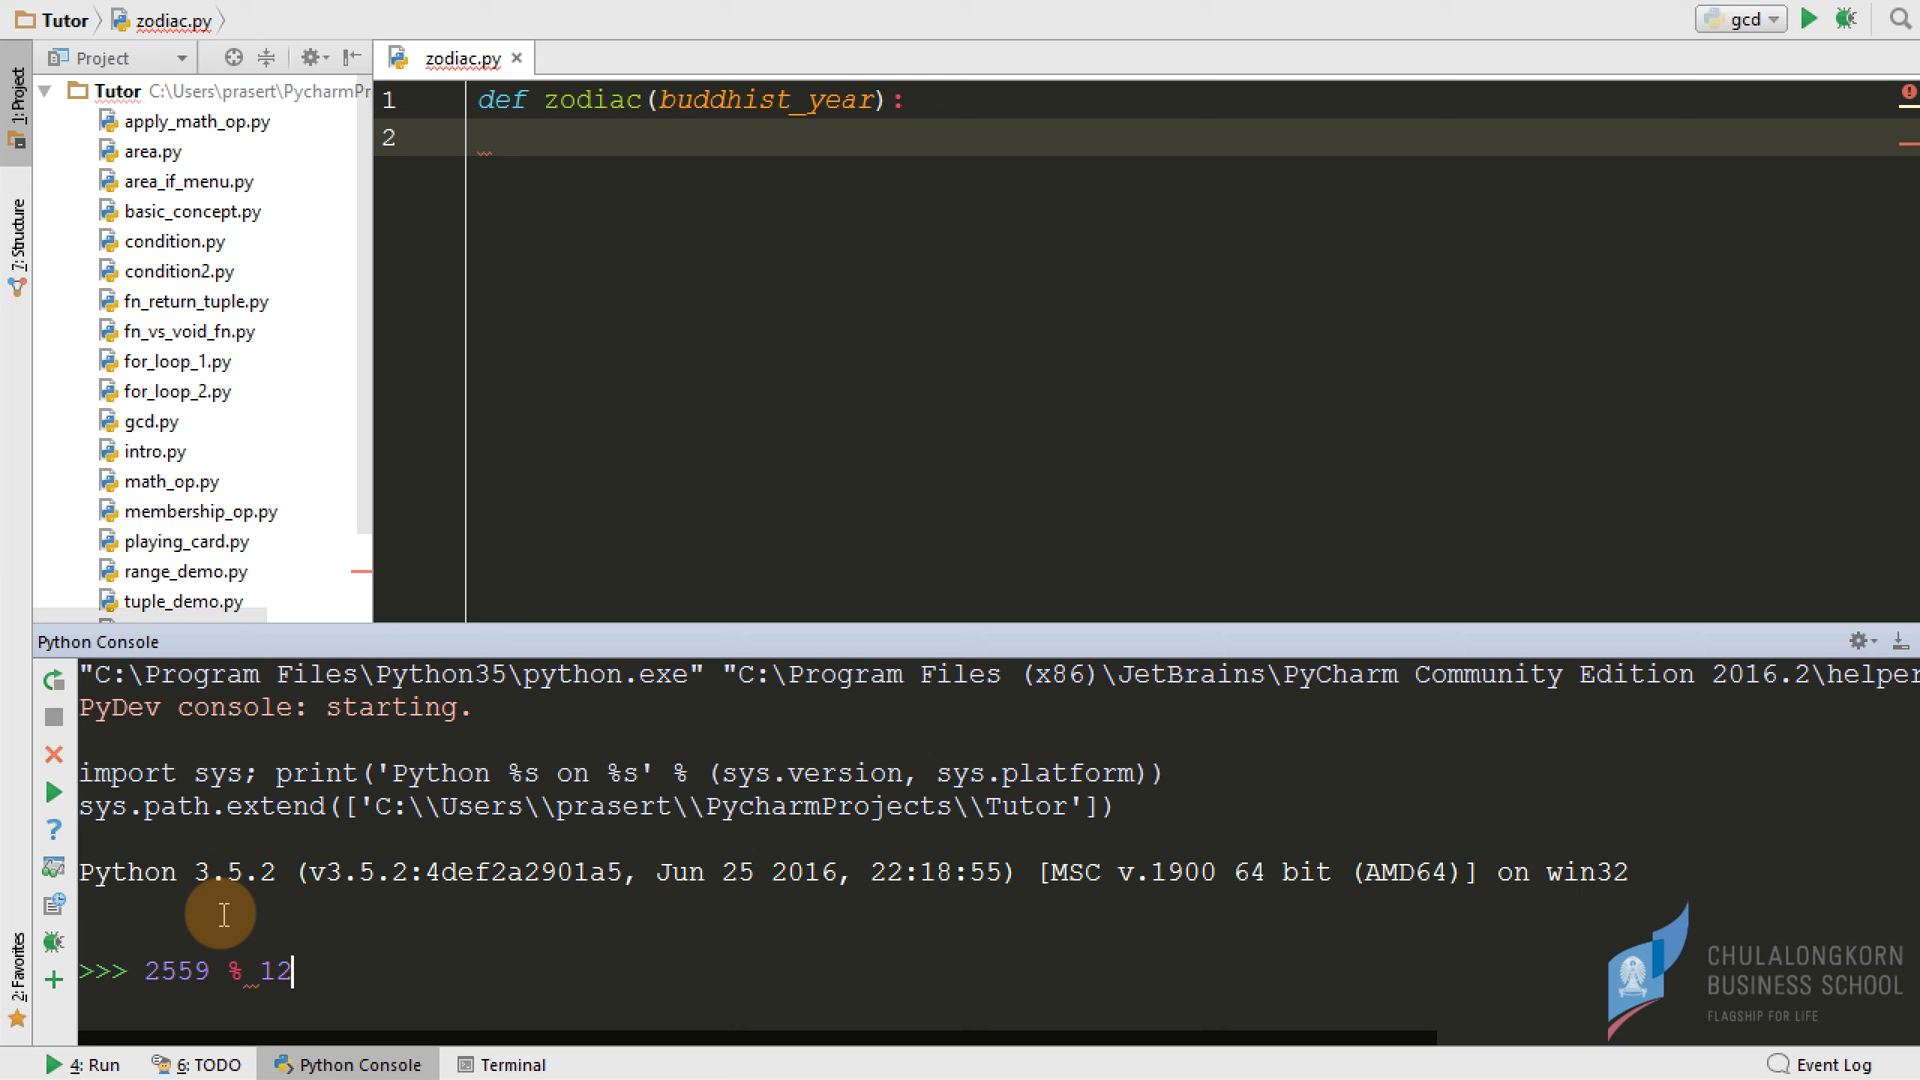 Tutor
zodiac.py
gcd
Project
zodiac.py
1: Project
7: Structure
2: Favorites
Tutor C:\Users\prasert\PycharmPr
apply_math_op.py
area.py
area_if_menu.py
basic_concept.py
condition.py
condition2.py
fn_return_tuple.py
fn_vs_void_fn.py
for_loop_1.py
for_loop_2.py
gcd.py
intro.py
math_op.py
membership_op.py
playing_card.py
range_demo.py
tuple_demo.py
1 def zodiac(buddhist_year):
2
Python Console
"C:\Program Files\Python35\python.exe" "C:\Program Files (x86)\JetBrains\PyCharm Community Edition 2016.2\helper
PyDev console: starting.
import sys; print('Python %s on %s' % (sys.version, sys.platform))
sys.path.extend(['C:\\Users\\prasert\\PycharmProjects\\Tutor'])
Python 3.5.2 (v3.5.2:4def2a2901a5, Jun 25 2016, 22:18:55) [MSC v.1900 64 bit (AMD64)] on win32
>>> 2559 % 12
CHULALONGKORN
BUSINESS SCHOOL
FLAGSHIP FOR LIFE
4: Run
6: TODO
Python Console
Terminal
Event Log